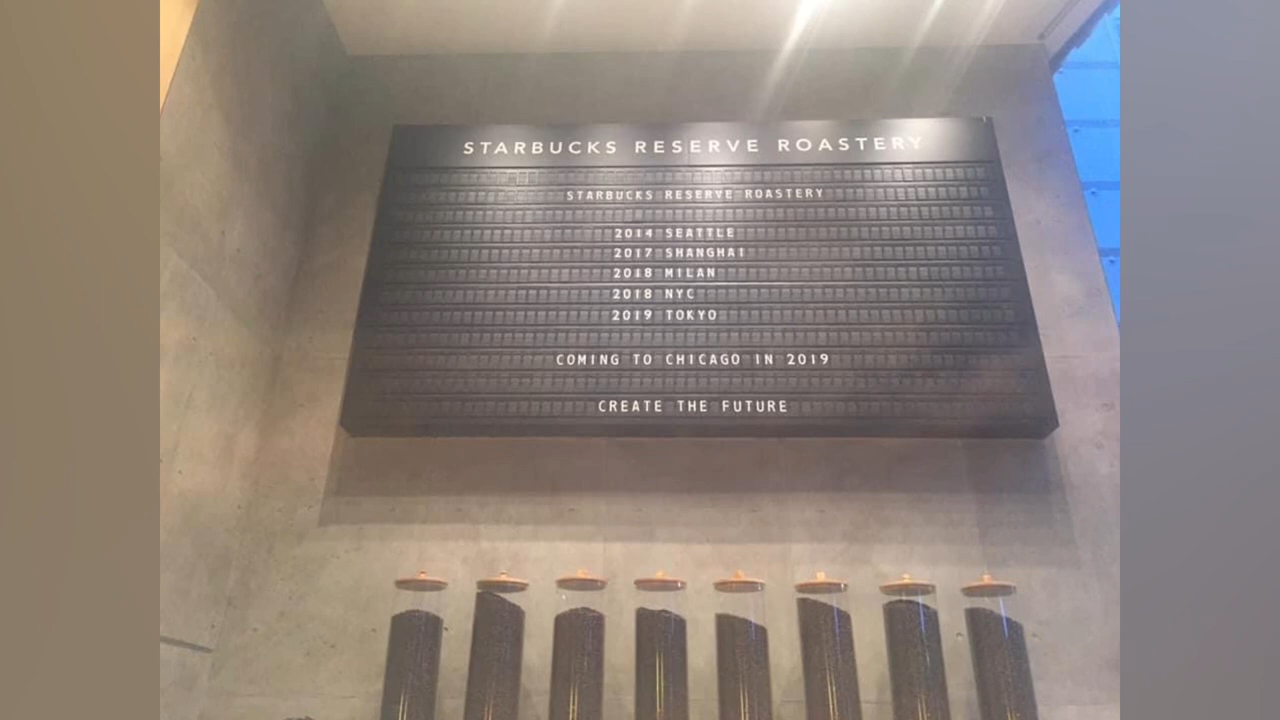 STARBUCKS RESERVE ROASTERY
STARBUCKS RESERVE ROASTERY
2014 SEATTLE
2017 SHANGHAI
2018 MILAN
2018 NYC
2019 TOKYO
COMING TO CHICAGO IN 2019
CREATE THE FUTURE